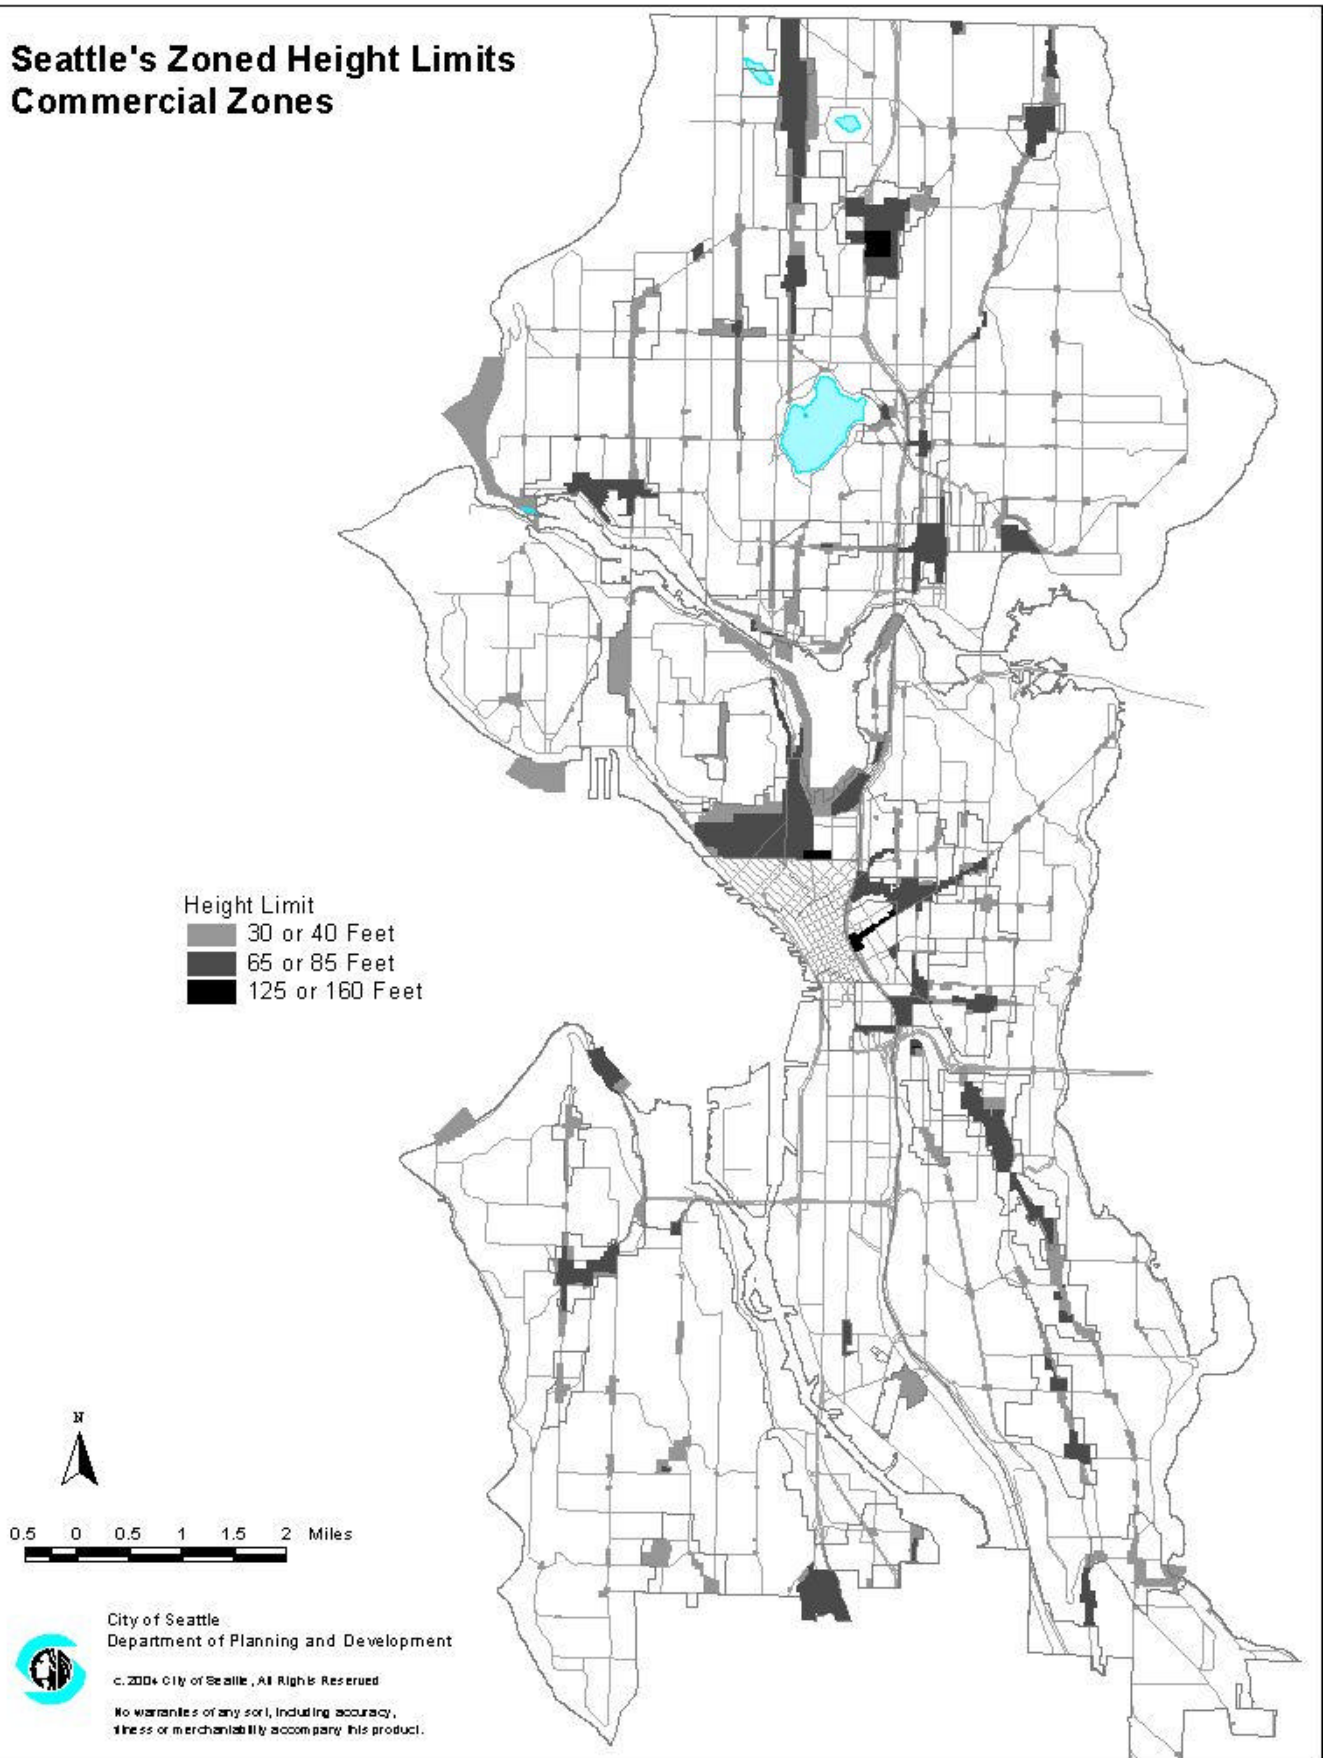 Seattle's Zoned Height Limits
Commercial Zones
Height Limit
30 or 40 Feet
65 or 85 Feet
125 or 160 Feet
N
0.5 0 0.5 1 1.5 2 Miles
City of Seattle
Department of Planning and Development
c. 2004 City of Seattle, All Rights Reserved
No warranties of any sort, including accuracy,
fitness or merchantability accompany this product.